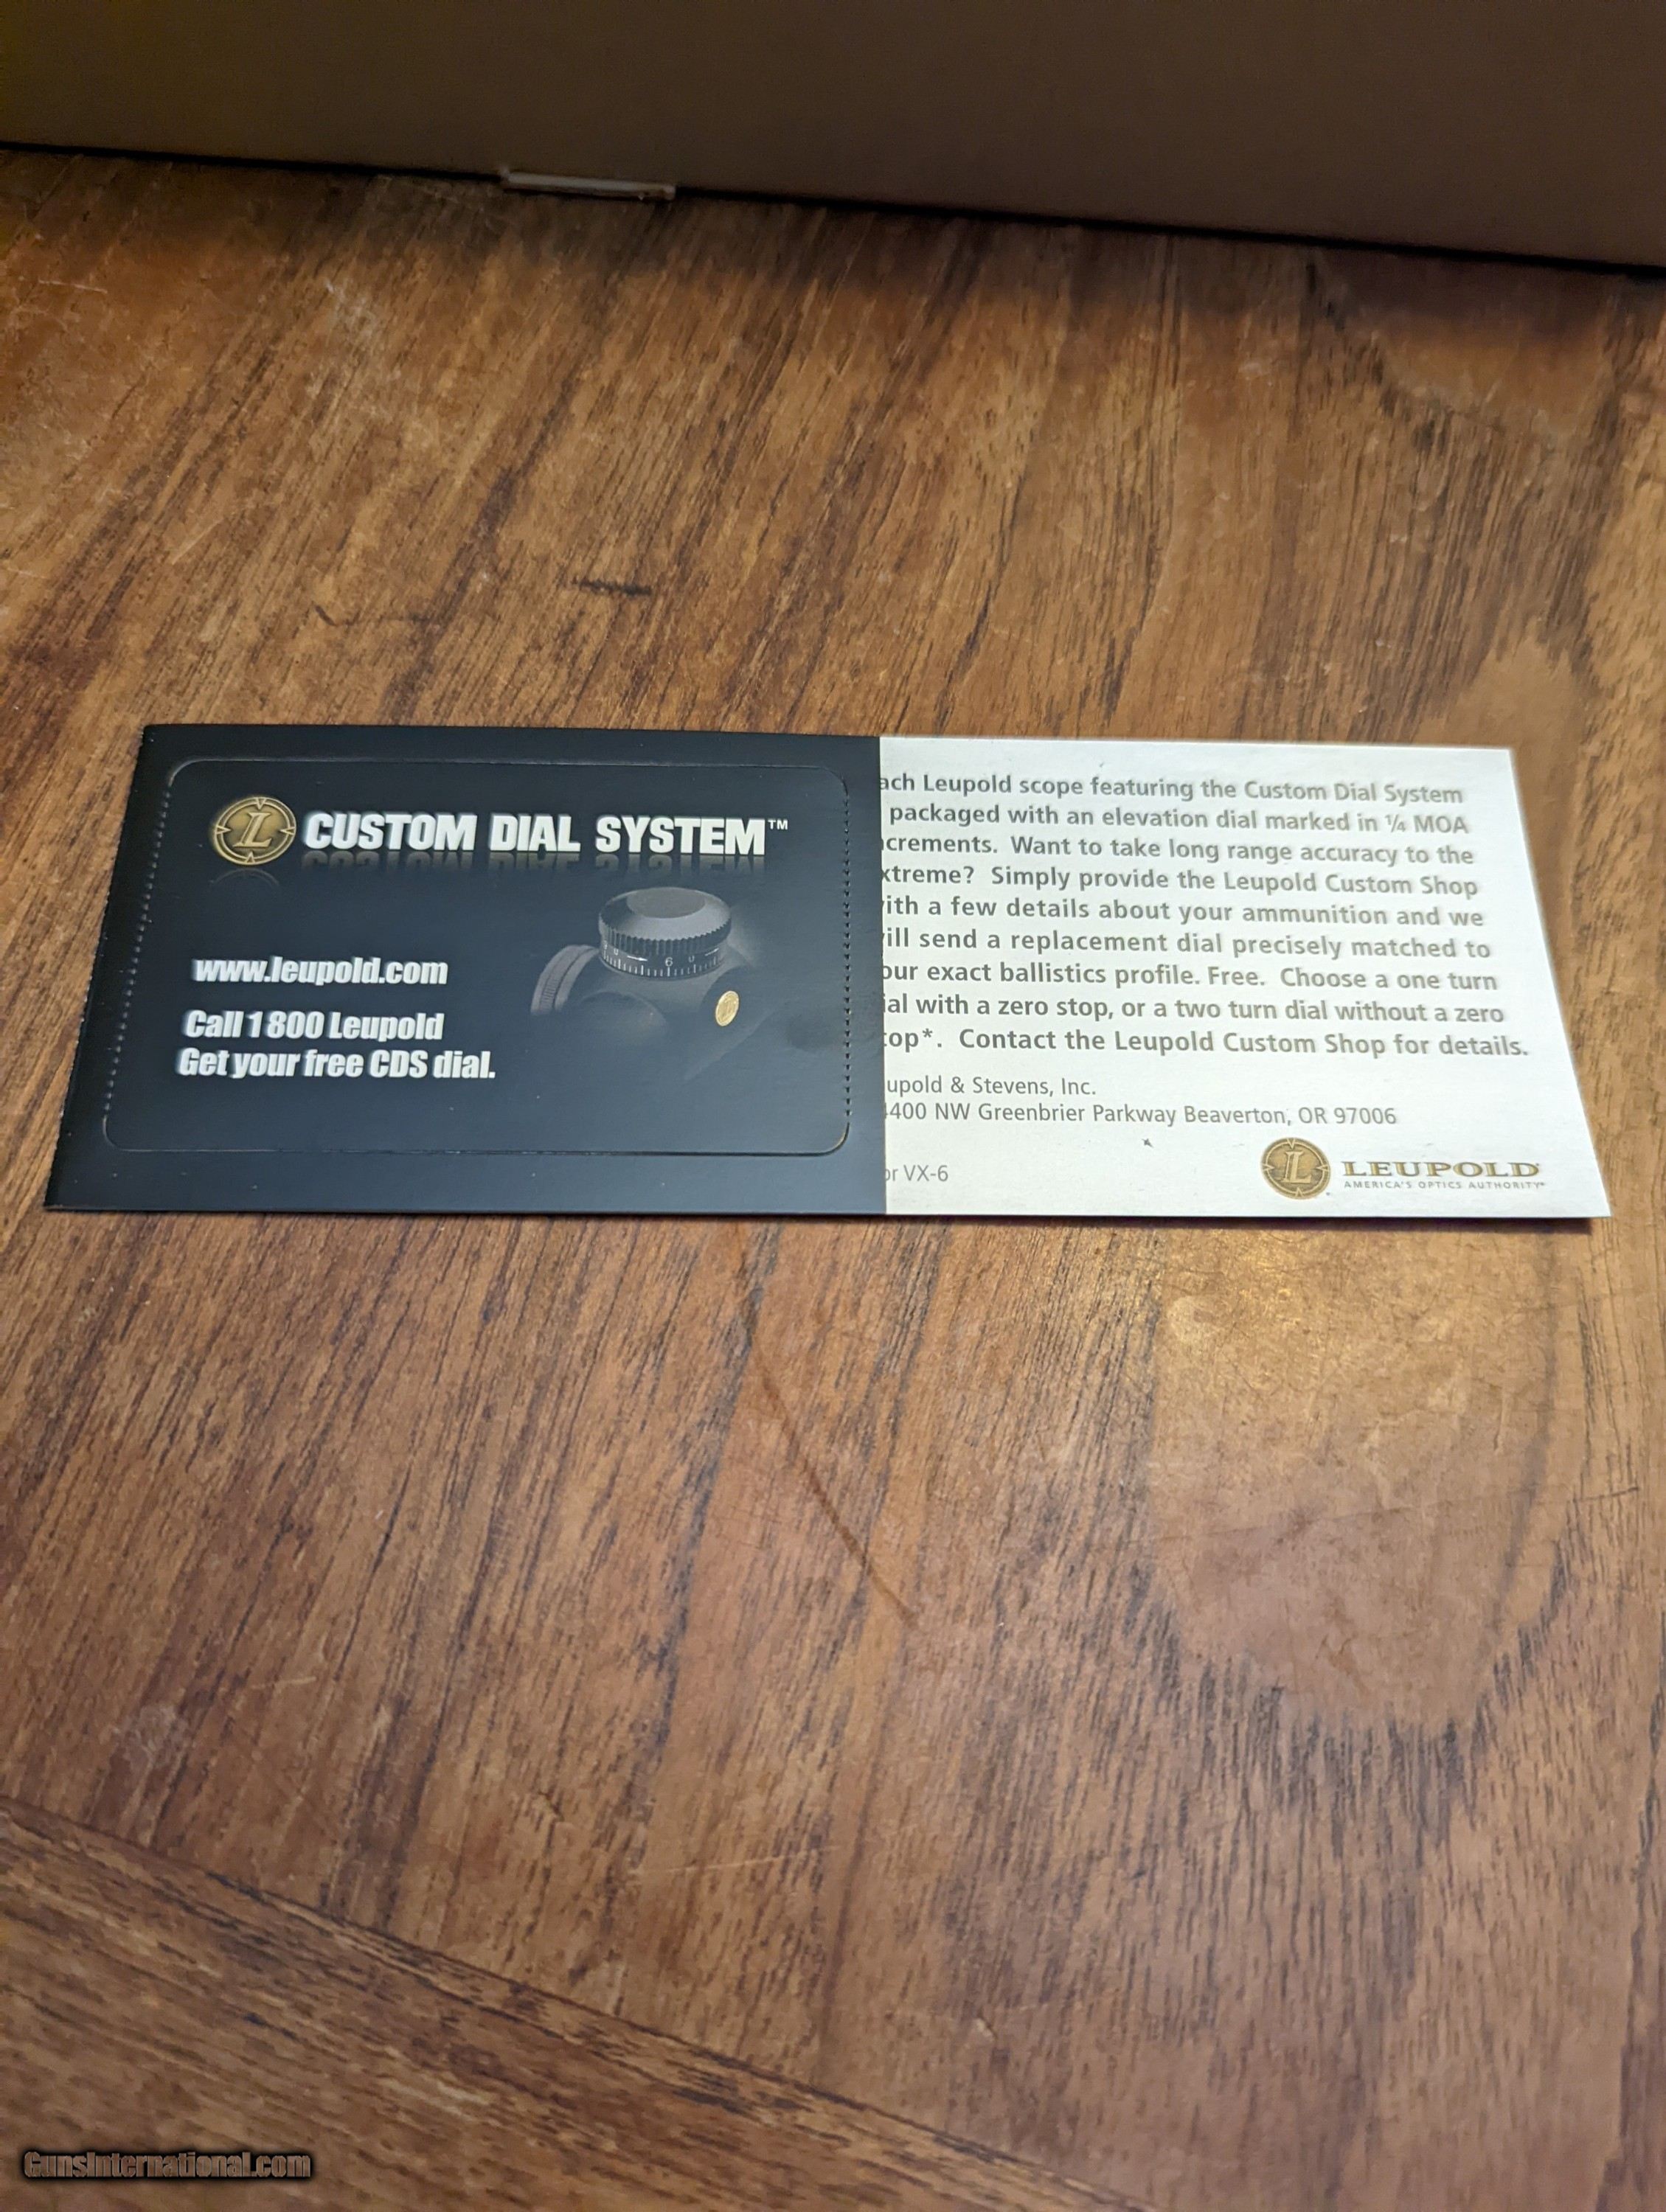 CUSTOM DIAL SYSTEM™
www.leupold.com
Call 1 800 Leupold
Get your free CDS dial.
6
L
ach Leupold scope featuring the Custom Dial System
packaged with an elevation dial marked in ¼ MOA
crements. Want to take long range accuracy to the
xtreme? Simply provide the Leupold Custom Shop
ith a few details about your ammunition and we
ill send a replacement dial precisely matched to
our exact ballistics profile. Free. Choose a one turn
ial with a zero stop, or a two turn dial without a zero
top*. Contact the Leupold Custom Shop for details.
upold & Stevens, Inc.
400 NW Greenbrier Parkway Beaverton, OR 97006
or VX-6
L LEUPOLD
AMERICA'S OPTICS AUTHORITY
GunsInternational.com